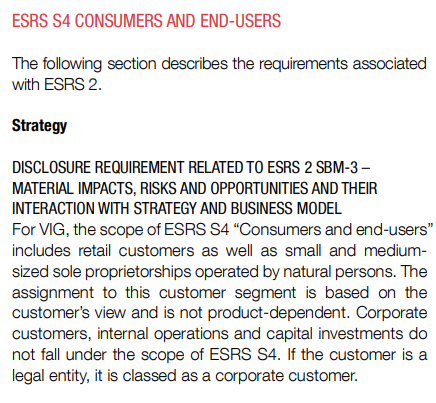 ESRS S4 CONSUMERS AND END-USERS
The following section describes the requirements associated
with ESRS 2.
Strategy
DISCLOSURE REQUIREMENT RELATED TO ESRS 2 SBM-3 –
MATERIAL IMPACTS, RISKS AND OPPORTUNITIES AND THEIR
INTERACTION WITH STRATEGY AND BUSINESS MODEL
For VIG, the scope of ESRS S4 “Consumers and end-users”
includes retail customers as well as small and medium-
sized sole proprietorships operated by natural persons. The
assignment to this customer segment is based on the
customer’s view and is not product-dependent. Corporate
customers, internal operations and capital investments do
not fall under the scope of ESRS S4. If the customer is a
legal entity, it is classed as a corporate customer.